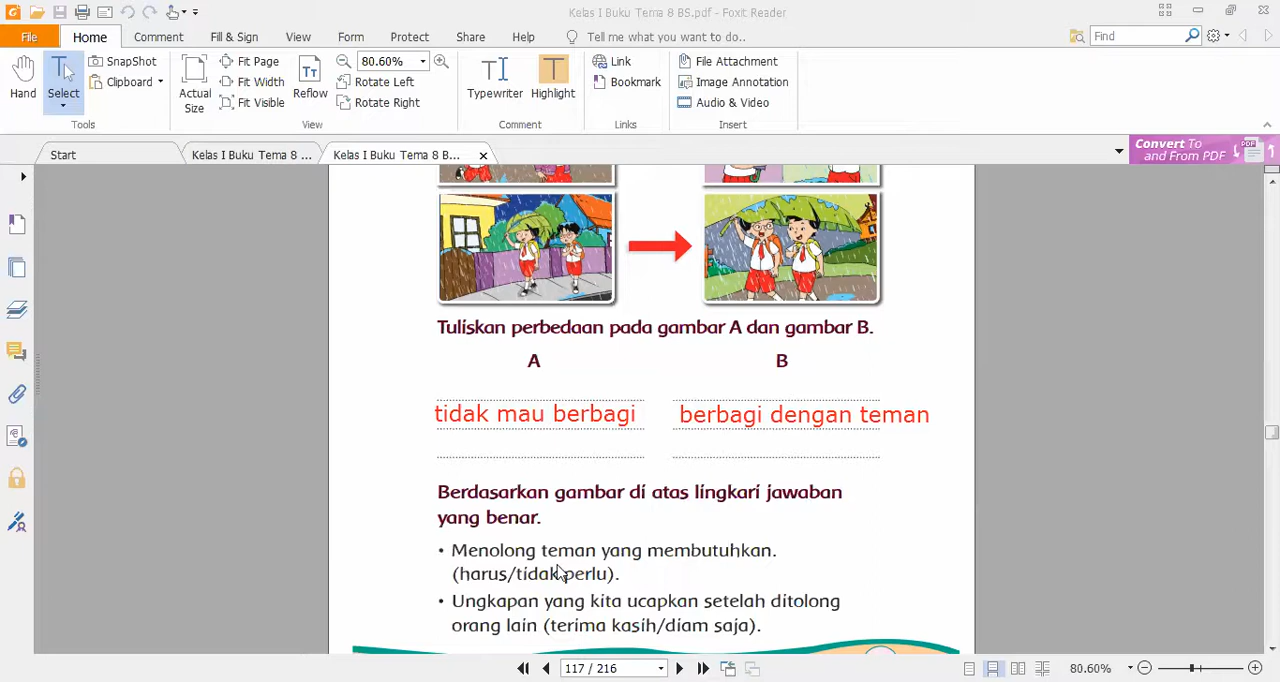 Kelas I Buku Tema 8 BS.pdf - Foxit Reader
File Home Comment Fill & Sign View Form Protect Share Help Tell me what you want to do.. Find
Hand
Select
SnapShot
Clipboard
Tools
Actual Size
Fit Page
Fit Width
Fit Visible
Reflow
80.60%
Rotate Left
Rotate Right
View
Typewriter
Highlight
Comment
Link
Bookmark
Links
File Attachment
Image Annotation
Audio & Video
Insert
Start
Kelas I Buku Tema 8 ...
Kelas I Buku Tema 8 B...
Convert To
and From PDF
Tuliskan perbedaan pada gambar A dan gambar B.
A B
tidak mau berbagi berbagi dengan teman
Berdasarkan gambar di atas lingkari jawaban
yang benar.
• Menolong teman yang membutuhkan.
(harus/tidak perlu).
• Ungkapan yang kita ucapkan setelah ditolong
orang lain (terima kasih/diam saja).
117 / 216
80.60%